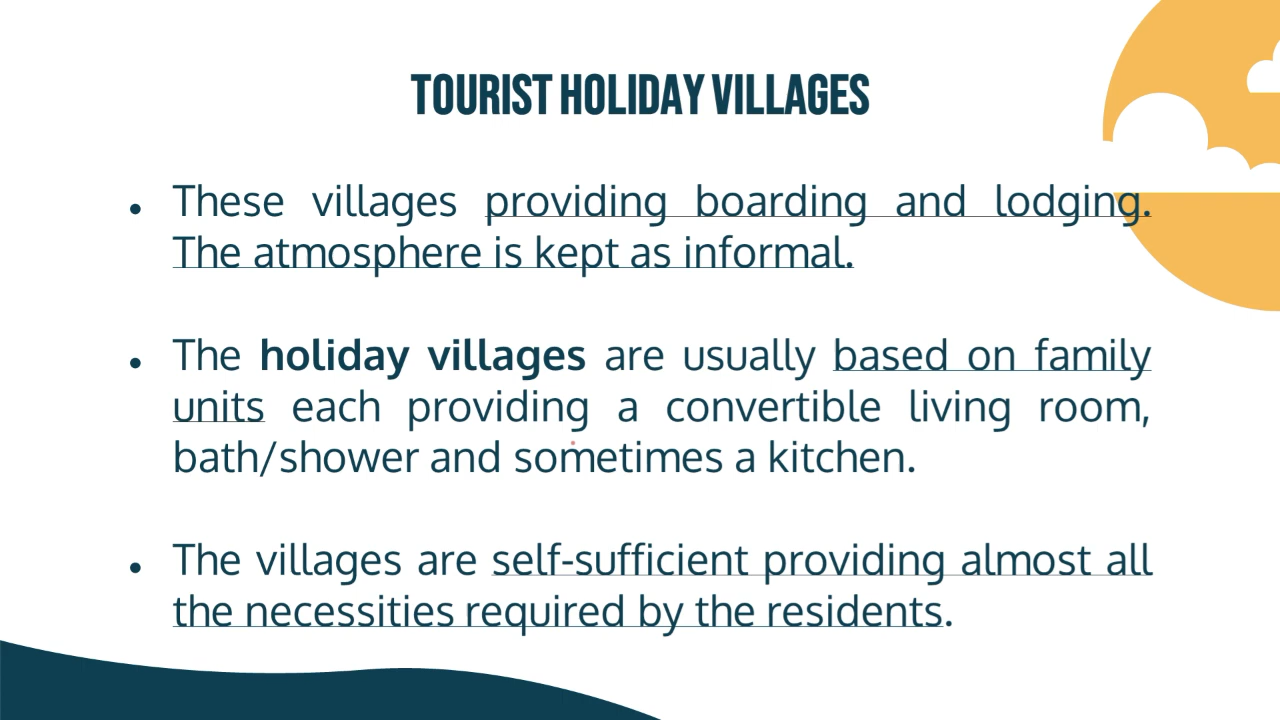 TOURIST HOLIDAY VILLAGES
• These villages providing boarding and lodging.
The atmosphere is kept as informal.
• The holiday villages are usually based on family
units each providing a convertible living room,
bath/shower and sometimes a kitchen.
• The villages are self-sufficient providing almost all
the necessities required by the residents.